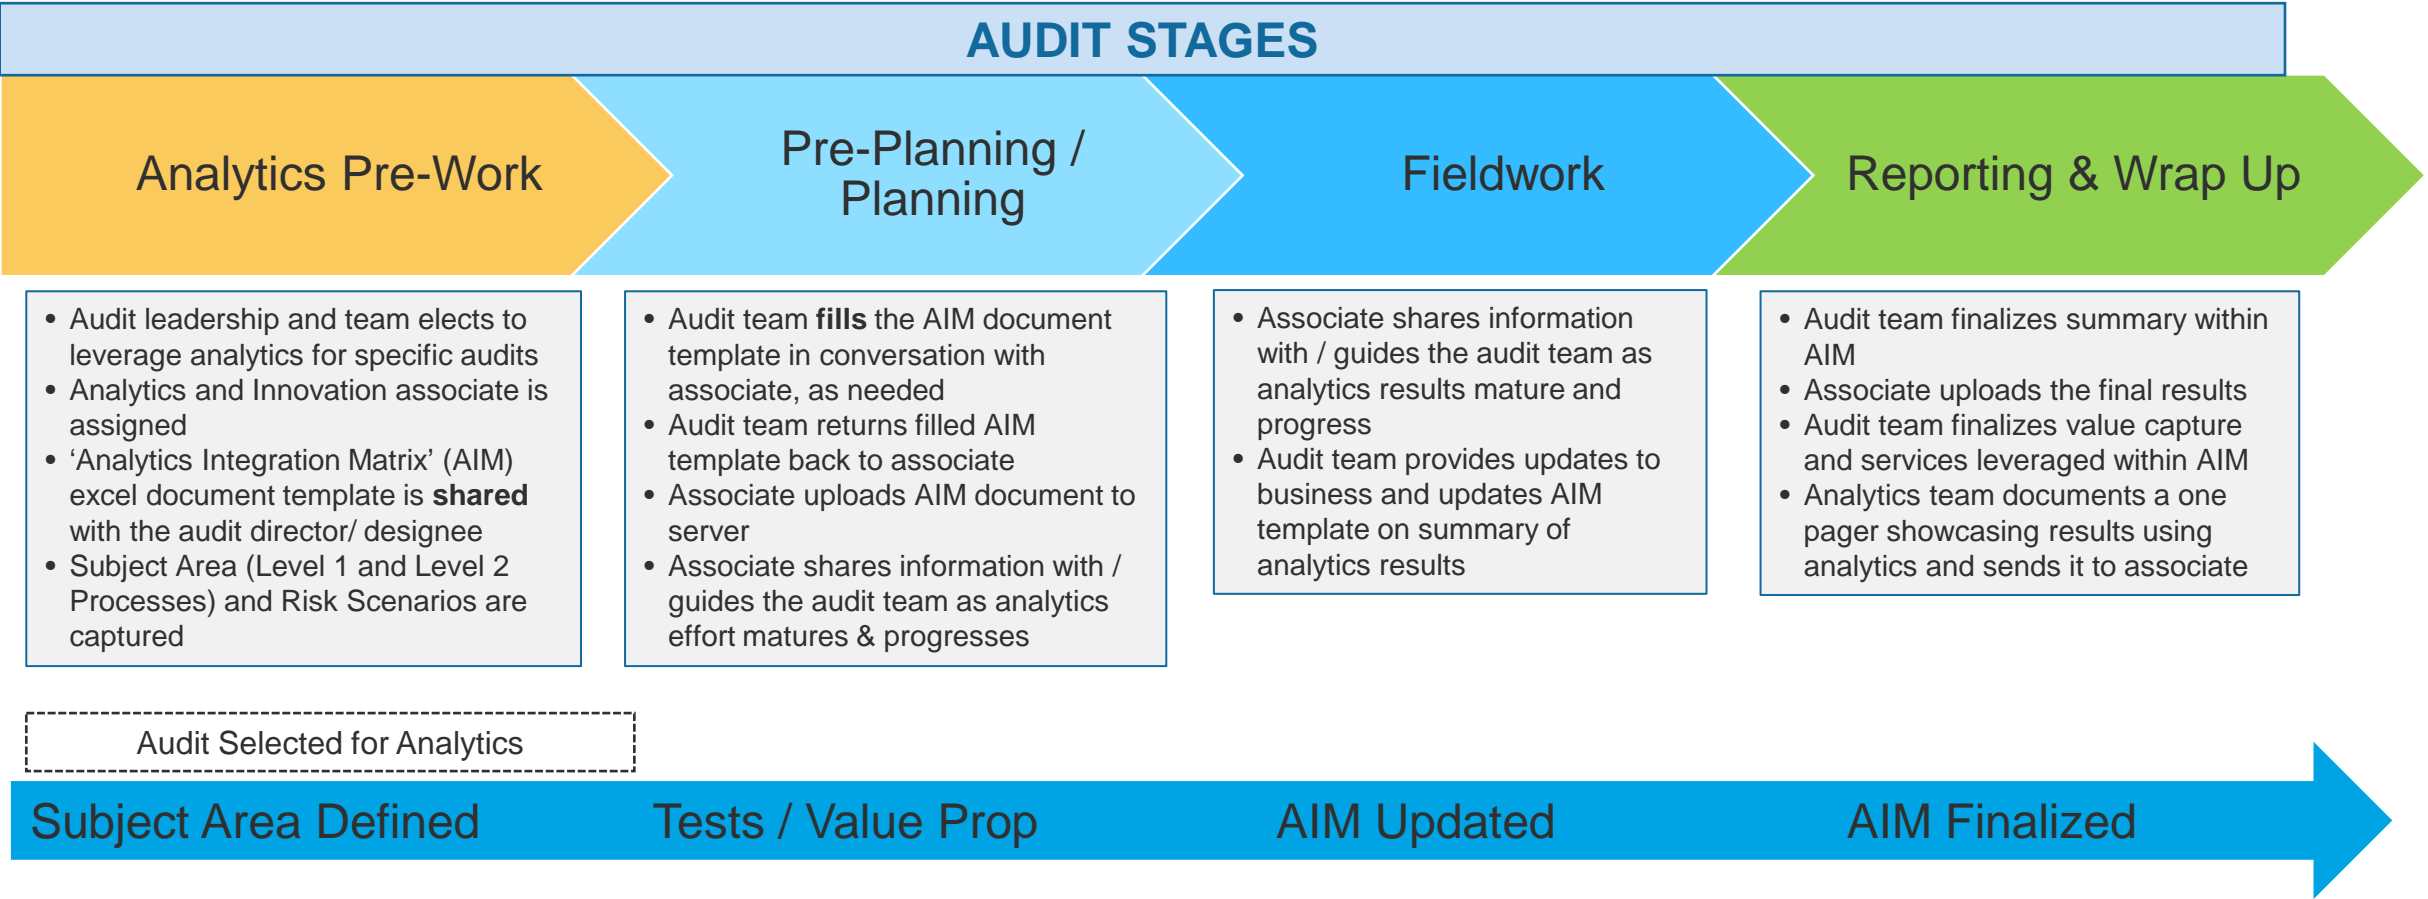 AUDIT STAGES
Analytics Pre-Work
Pre-Planning /
Planning
Fieldwork
Reporting & Wrap Up
• Audit leadership and team elects to
leverage analytics for specific audits
• Analytics and Innovation associate is
assigned
• ‘Analytics Integration Matrix’ (AIM)
excel document template is shared
with the audit director/ designee
• Subject Area (Level 1 and Level 2
Processes) and Risk Scenarios are
captured
• Audit team fills the AIM document
template in conversation with
associate, as needed
• Audit team returns filled AIM
template back to associate
• Associate uploads AIM document to
server
• Associate shares information with /
guides the audit team as analytics
effort matures & progresses
• Associate shares information
with / guides the audit team as
analytics results mature and
progress
• Audit team provides updates to
business and updates AIM
template on summary of
analytics results
• Audit team finalizes summary within
AIM
• Associate uploads the final results
• Audit team finalizes value capture
and services leveraged within AIM
• Analytics team documents a one
pager showcasing results using
analytics and sends it to associate
Audit Selected for Analytics
Subject Area Defined
Tests / Value Prop
AIM Updated
AIM Finalized